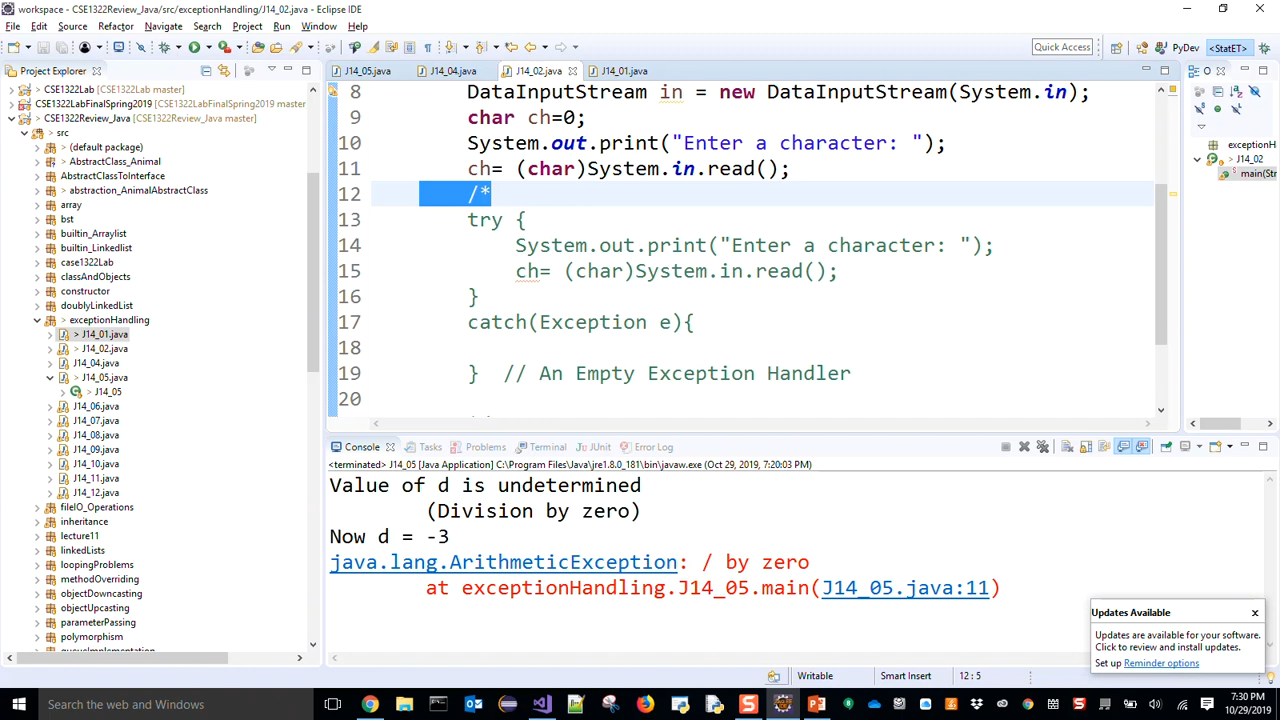 workspace - CSE1322Review_Java/src/exceptionHandling/J14_02.java - Eclipse IDE
File Edit Source Refactor Navigate Search Project Run Window Help
Quick Access
PyDev
<StatET>
Project Explorer
J14_05.java
J14_04.java
J14_02.java
J14_01.java
CSE1322Lab [CSE1322Lab master]
> CSE1322LabFinalSpring2019 [CSE1322LabFinalSpring2019 master
> CSE1322Review_Java [CSE1322Review_Java master]
> src
> (default package)
> AbstractClass_Animal
AbstractClassToInterface
> abstraction_AnimalAbstractClass
array
bst
builtin_Arraylist
builtin_Linkedlist
case1322Lab
classAndObjects
constructor
doublyLinkedList
> exceptionHandling
> J14_01.java
> J14_02.java
J14_04.java
> J14_05.java
> J14_05
J14_06.java
J14_07.java
J14_08.java
J14_09.java
J14_10.java
J14_11.java
J14_12.java
fileIO_Operations
inheritance
lecture11
linkedLists
loopingProblems
methodOverriding
objectDowncasting
objectUpcasting
parameterPassing
polymorphism
queueImplementation
8 DataInputStream in = new DataInputStream(System.in);
9 char ch=0;
10 System.out.print("Enter a character: ");
11 ch= (char)System.in.read();
12 /*
13 try {
14 System.out.print("Enter a character: ");
15 ch= (char)System.in.read();
16 }
17 catch(Exception e){
18
19 } // An Empty Exception Handler
20
exceptionH
> J14_02
main(Str
Console Tasks Problems Terminal JUnit Error Log
<terminated> J14_05 [Java Application] C:\Program Files\Java\jre1.8.0_181\bin\javaw.exe (Oct 29, 2019, 7:20:03 PM)
Value of d is undetermined
(Division by zero)
Now d = -3
java.lang.ArithmeticException: / by zero
at exceptionHandling.J14_05.main(J14_05.java:11)
Updates Available
Updates are available for your software.
Click to review and install updates.
Set up Reminder options
Writable
Smart Insert
12 : 5
Search the web and Windows
7:30 PM
10/29/2019